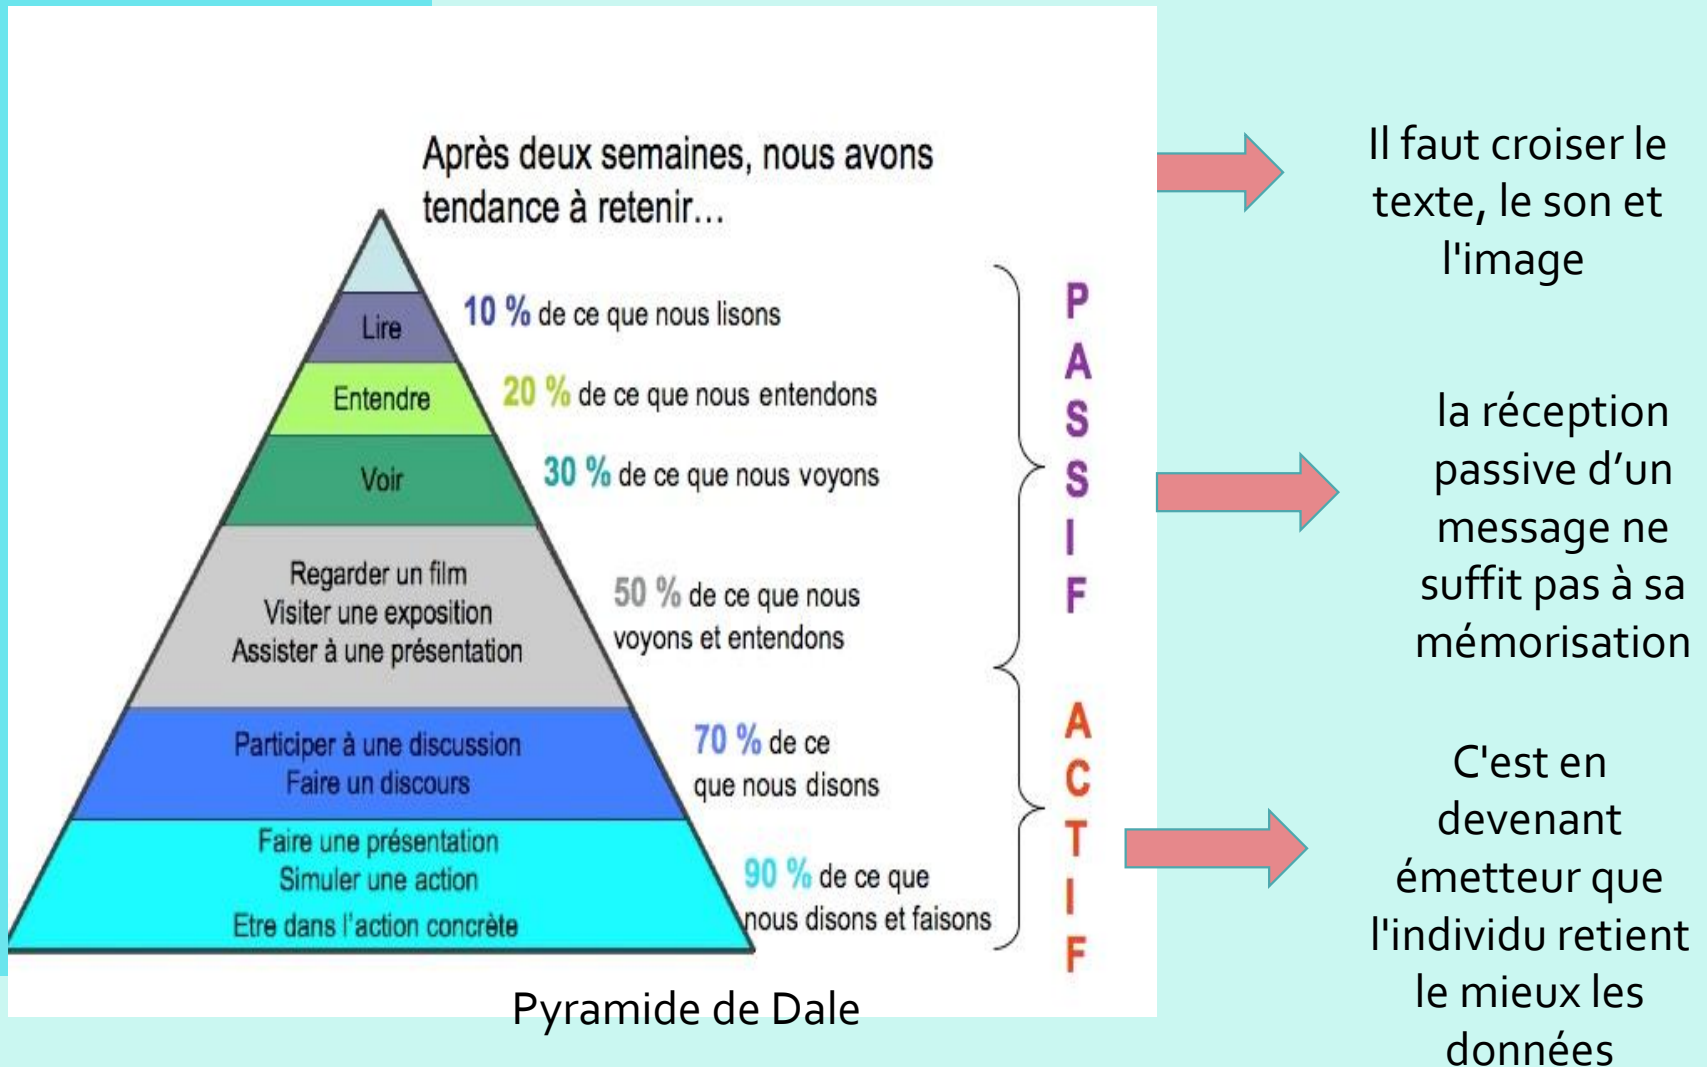 Après deux semaines, nous avons
tendance à retenir...
Lire
10 % de ce que nous lisons
Entendre
20 % de ce que nous entendons
Voir
30 % de ce que nous voyons
Regarder un film
Visiter une exposition
Assister à une présentation
50 % de ce que nous
voyons et entendons
Participer à une discussion
Faire un discours
70 % de ce
que nous disons
Faire une présentation
Simuler une action
Etre dans l'action concrète
90 % de ce que
nous disons et faisons
PASSIF
ACTIF
Pyramide de Dale
Il faut croiser le
texte, le son et
l'image
la réception
passive d’un
message ne
suffit pas à sa
mémorisation
C'est en
devenant
émetteur que
l'individu retient
le mieux les
données